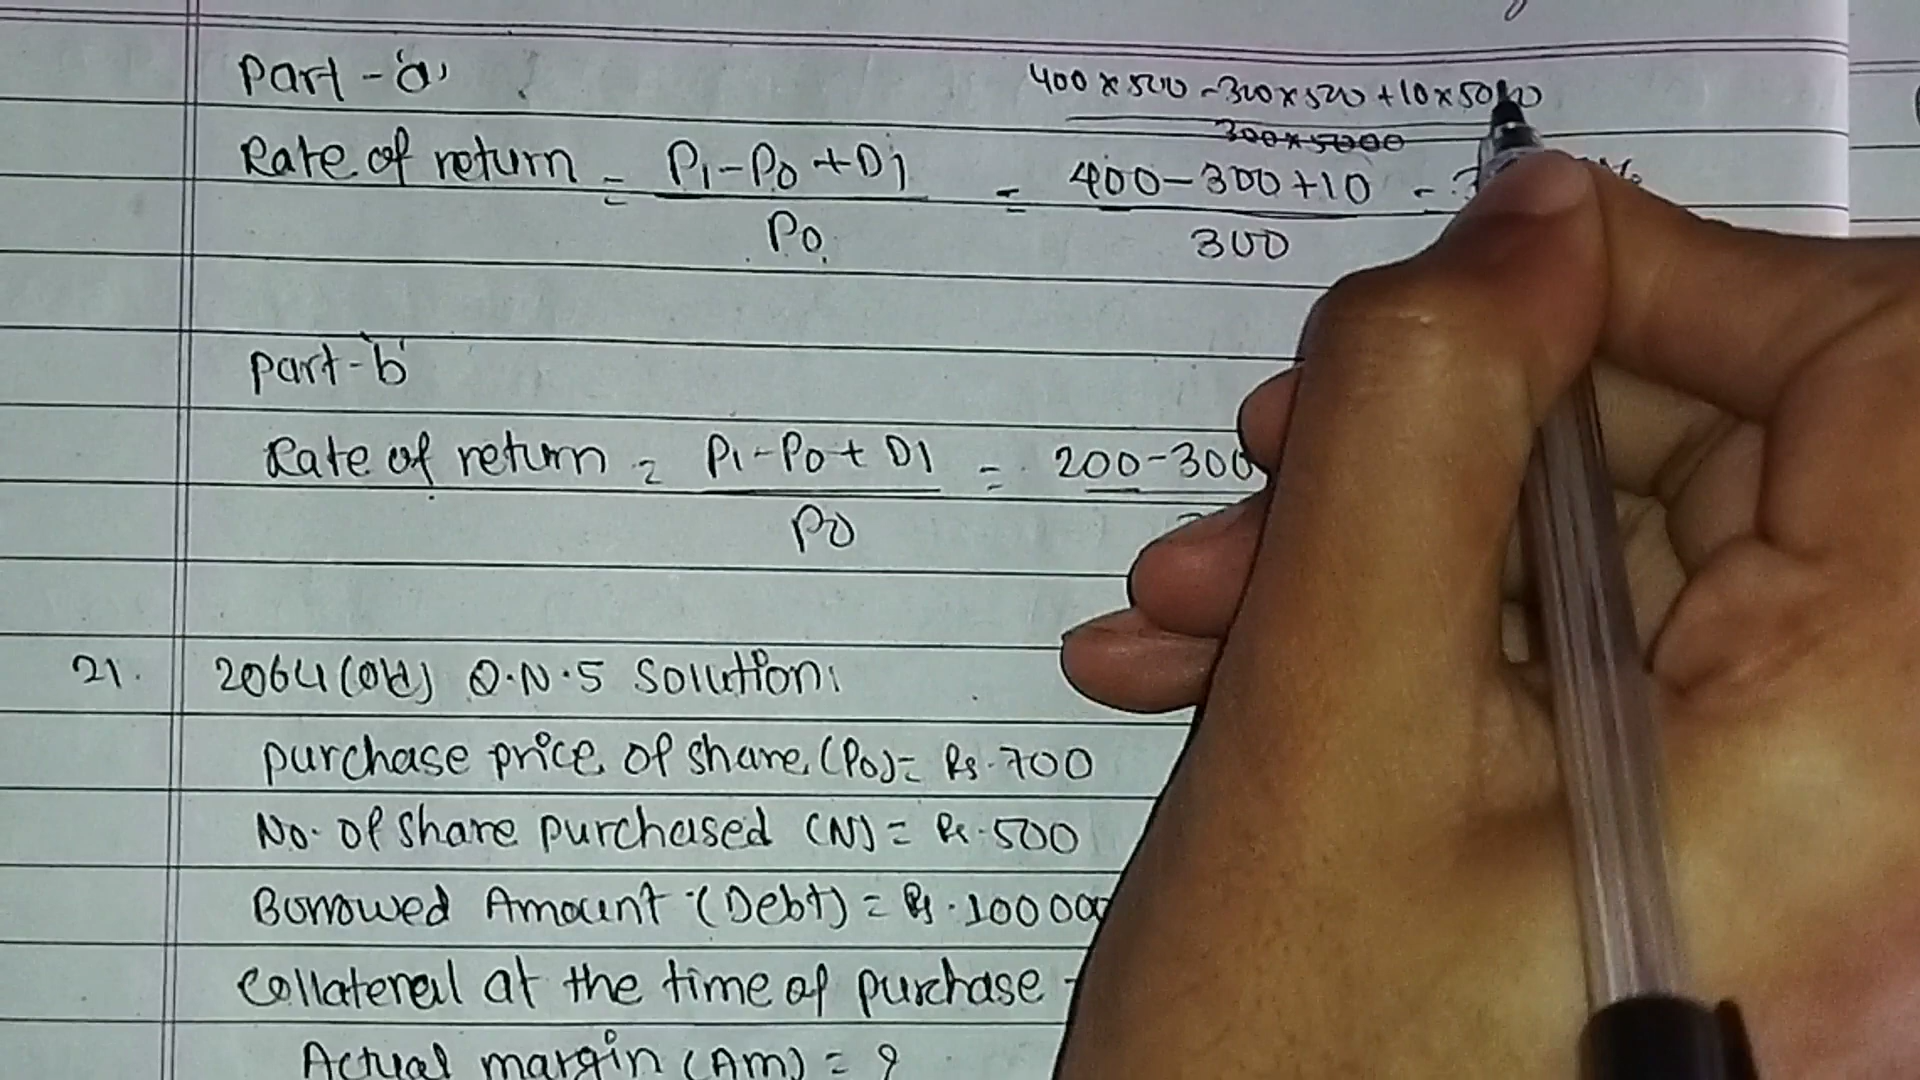 Part-'a'
400 x 500 - 300 x 500 + 10 x
300 x 5000
Rate of return = P1 - P0 + D1 = 400 - 300 + 10 =
P0 300
Part-'b'
Rate of return = P1 - P0 + D1 = 200 - 300
P0
21. 2064 (Old) Q.N.5 Solution:
Purchase price of share (P0) = Rs. 700
No. of share purchased (N) = Rs. 500
Borrowed Amount (Debt) = Rs. 100000
Collateral at the time of purchase
Actual margin (Am) = ?